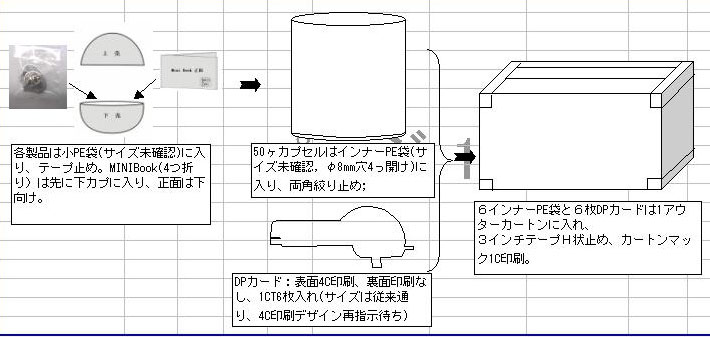 上 売
Mini Book 正面
下 売
各製品は小PE袋(サイズ未確認)に入
り、テープ止め。MINIBook(4つ折
り）は先に下カプに入り、正面は下
向け。
50ヶカプセルはインナーPE袋(サ
イズ未確認，φ8mm穴4っ開け)に
入り、両角絞り止め;
DPカード：表面4CE印刷、裏面印刷な
し、1CT6枚入れ(サイズは従来通
り、4CE印刷デザイン再指示待ち）
６インナーPE袋と６枚DPカードは1アウ
ターカートンに入れ、
３インチテープＨ状止め、カートンマッ
ク1CE印刷。